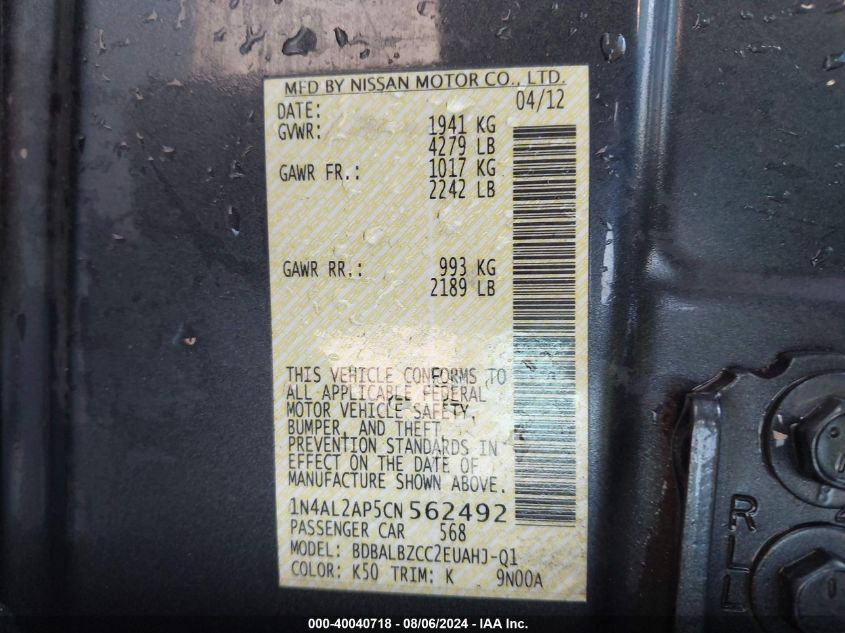 MFD BY NISSAN MOTOR CO., LTD.
DATE: 04/12
GVWR: 1941 KG
4279 LB
GAWR FR.: 1017 KG
2242 LB
GAWR RR.: 993 KG
2189 LB
THIS VEHICLE CONFORMS TO
ALL APPLICABLE FEDERAL
MOTOR VEHICLE SAFETY,
BUMPER, AND THEFT
PREVENTION STANDARDS IN
EFFECT ON THE DATE OF
MANUFACTURE SHOWN ABOVE.
1N4AL2AP5CN 562492
PASSENGER CAR 568
MODEL: BDBALBZCC2EUAHJ-Q1
COLOR: K50 TRIM: K 9N00A
000-40040718 - 08/06/2024 - IAA Inc.